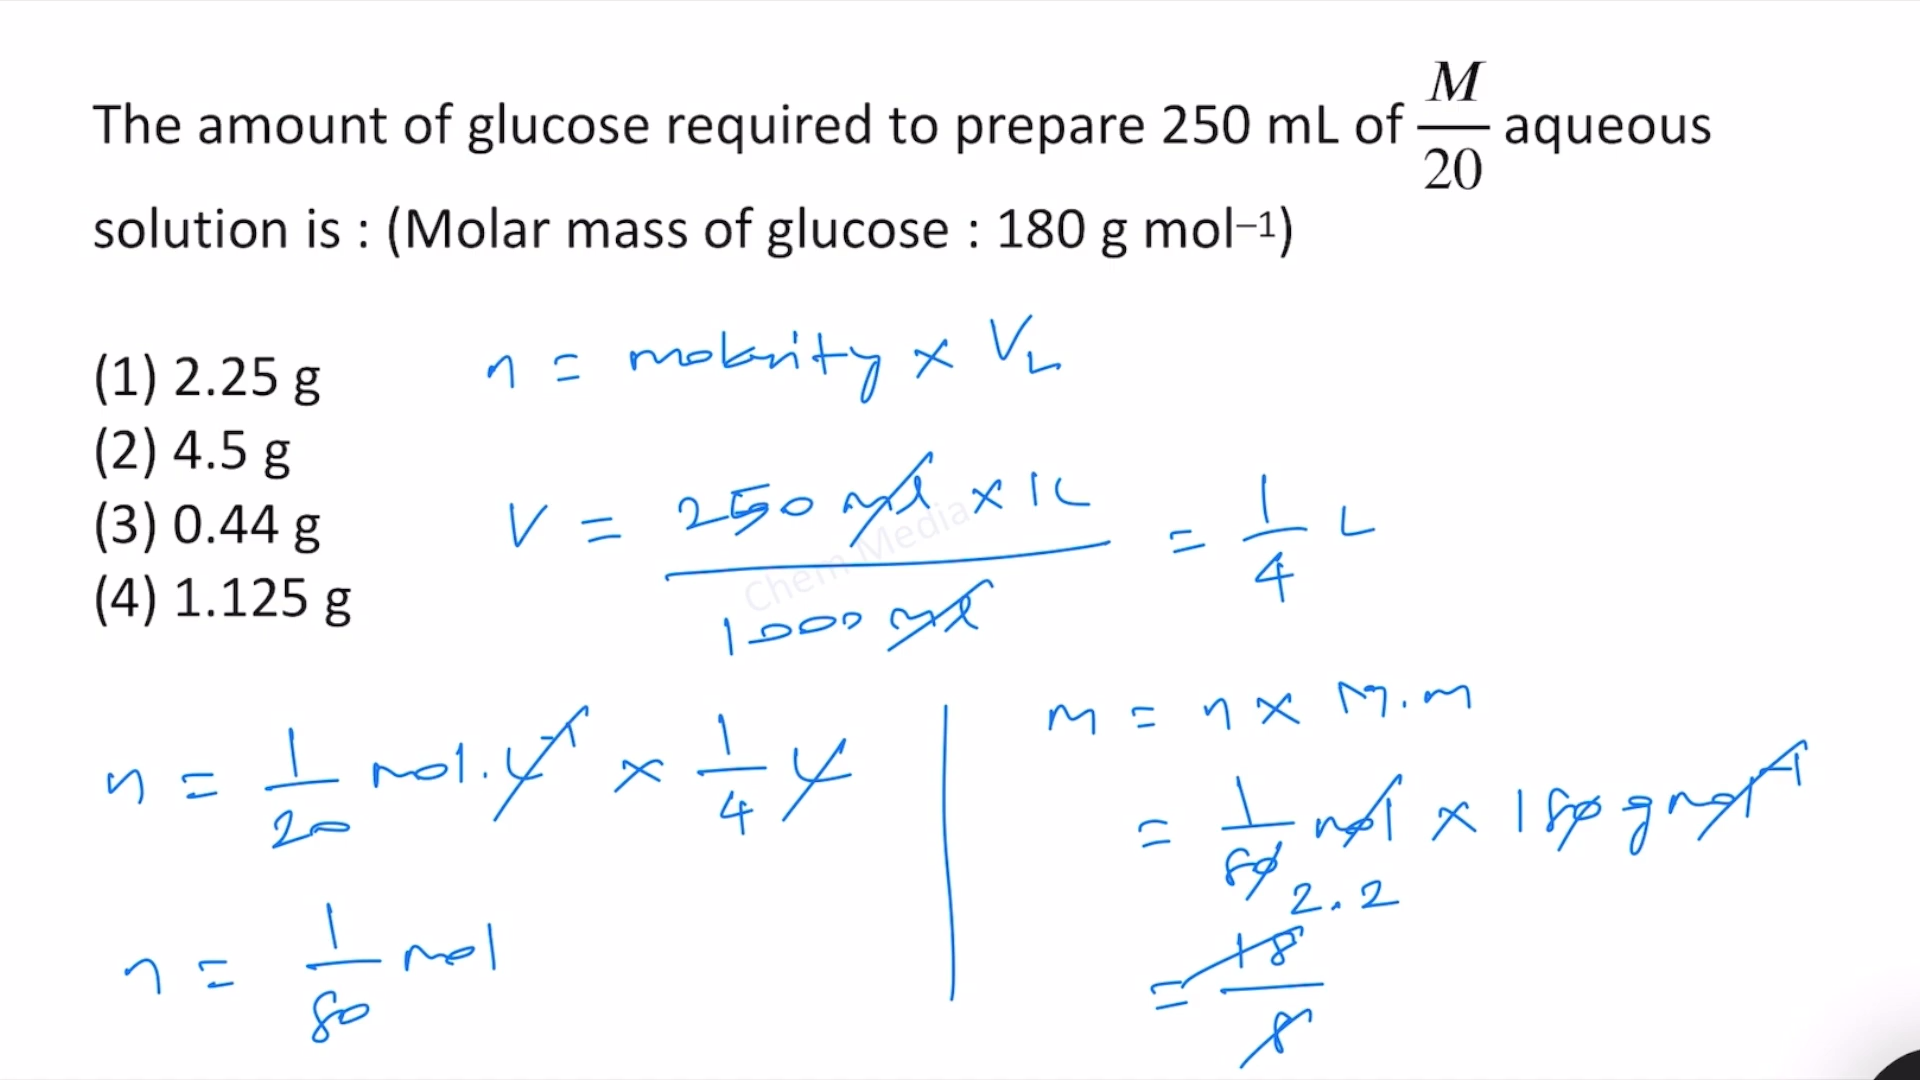 The amount of glucose required to prepare 250 mL of M/20 aqueous
solution is : (Molar mass of glucose : 180 g mol–1)
(1) 2.25 g
(2) 4.5 g
(3) 0.44 g
(4) 1.125 g
n = molarity × VL
V = 250 ml × 1L / 1000 ml = 1/4 L
Chem Media
n = 1/20 mol.L-1 × 1/4 L
n = 1/80 mol
m = n × M.m
= 1/80 mol × 180 g mol-1
2.2
= 18/8